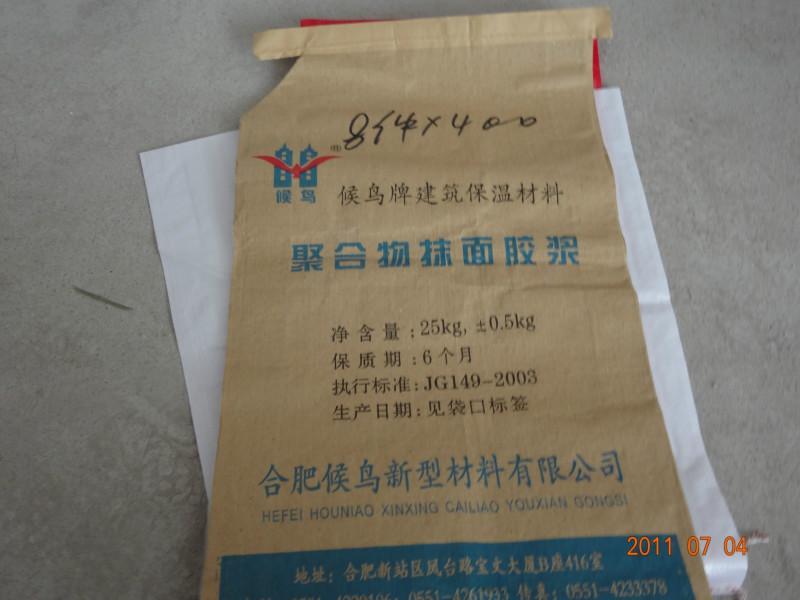 854×400
®
候鸟
候鸟牌建筑保温材料
聚合物抹面胶浆
净含量:25kg,±0.5kg
保质期:6个月
执行标准:JG149-2003
生产日期:见袋口标签
合肥候鸟新型材料有限公司
HEFEI HOUNIAO XINXING CAILIAO YOUXIAN GONGSI
地址:合肥新站区凤台路宝文大厦B座416室
0551-4261933 传真:0551-4233378
2011 07 04